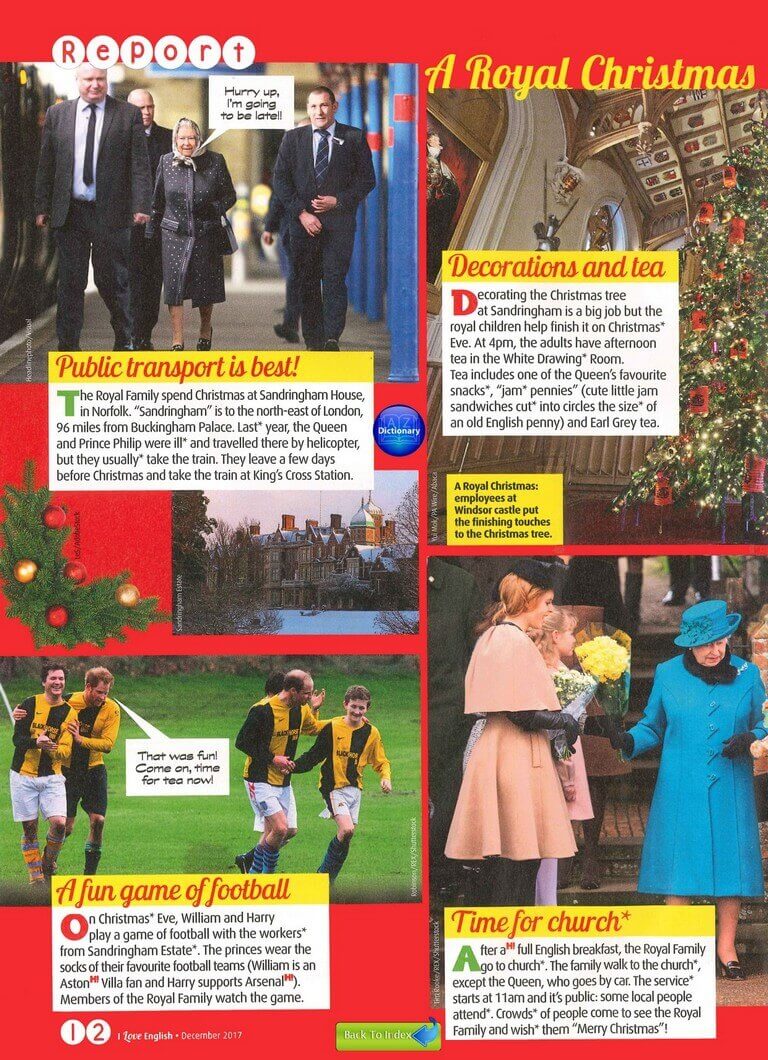 Report
A Royal Christmas
Hurry up,
I'm going
to be late!!
Public transport is best!
The Royal Family spend Christmas at Sandringham House,
in Norfolk. “Sandringham” is to the north-east of London,
96 miles from Buckingham Palace. Last* year, the Queen
and Prince Philip were ill* and travelled there by helicopter,
but they usually* take the train. They leave a few days
before Christmas and take the train at King's Cross Station.
Decorations and tea
Decorating the Christmas tree
at Sandringham is a big job but the
royal children help finish it on Christmas*
Eve. At 4pm, the adults have afternoon
tea in the White Drawing* Room.
Tea includes one of the Queen's favourite
snacks*, “jam* pennies” (cute little jam
sandwiches cut* into circles the size* of
an old English penny) and Earl Grey tea.
A-Z
Dictionary
A Royal Christmas:
employees at
Windsor castle put
the finishing touches
to the Christmas tree.
Sandringham Estate
That was fun!
Come on, time
for tea now!
Robinson/REX/Shutterstock
A fun game of football
On Christmas* Eve, William and Harry
play a game of football with the workers*
from Sandringham Estate*. The princes wear the
socks of their favourite football teams (William is an
Aston H! Villa fan and Harry supports Arsenal H!).
Members of the Royal Family watch the game.
Time for church*
After a H! full English breakfast, the Royal Family
go to church*. The family walk to the church*,
except the Queen, who goes by car. The service*
starts at 11am and it's public: some local people
attend*. Crowds* of people come to see the Royal
Family and wish* them “Merry Christmas”!
12 I Love English • December 2017
Back To Index